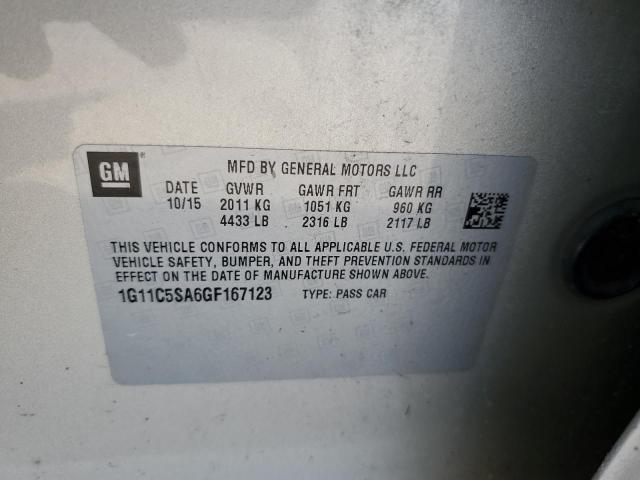 GM
MFD BY GENERAL MOTORS LLC
DATE GVWR GAWR FRT GAWR RR
10/15 2011 KG 1051 KG 960 KG
4433 LB 2316 LB 2117 LB
THIS VEHICLE CONFORMS TO ALL APPLICABLE U.S. FEDERAL MOTOR
VEHICLE SAFETY, BUMPER, AND THEFT PREVENTION STANDARDS IN
EFFECT ON THE DATE OF MANUFACTURE SHOWN ABOVE.
1G11C5SA6GF167123 TYPE: PASS CAR